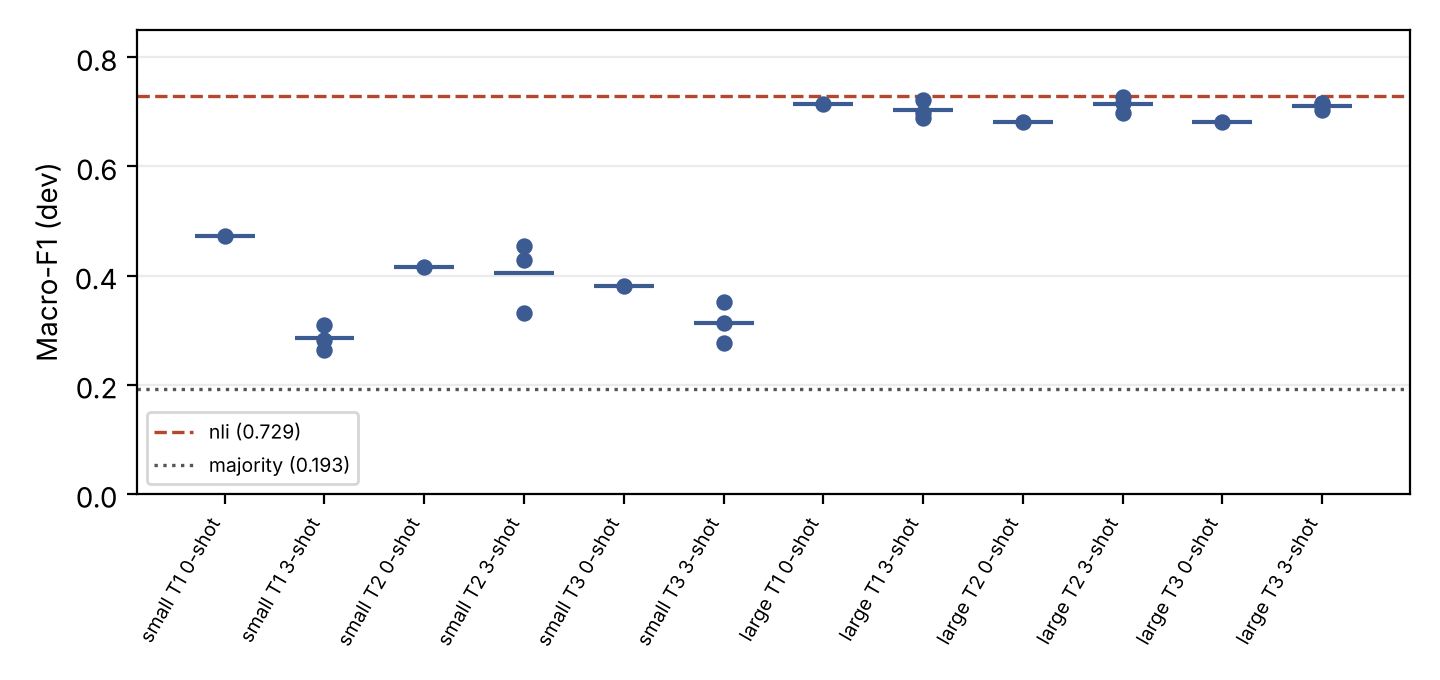 Macro-F1 (dev)
0.8
0.6
0.4
0.2
0.0
nli (0.729)
majority (0.193)
small T1 0-shot
small T1 3-shot
small T2 0-shot
small T2 3-shot
small T3 0-shot
small T3 3-shot
large T1 0-shot
large T1 3-shot
large T2 0-shot
large T2 3-shot
large T3 0-shot
large T3 3-shot